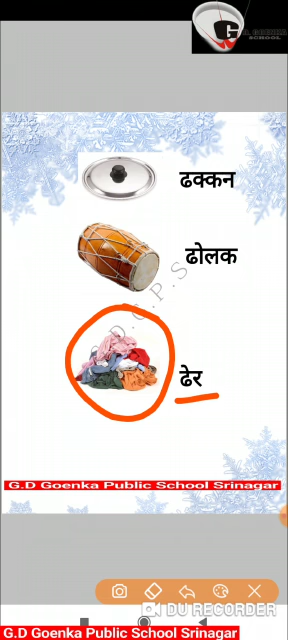 G.D GOENKA
SCHOOL
ढक्कन
ढोलक
G.D.G.P.S
ढेर
G.D Goenka Public School Srinagar
DU RECORDER
G.D Goenka Public School Srinagar